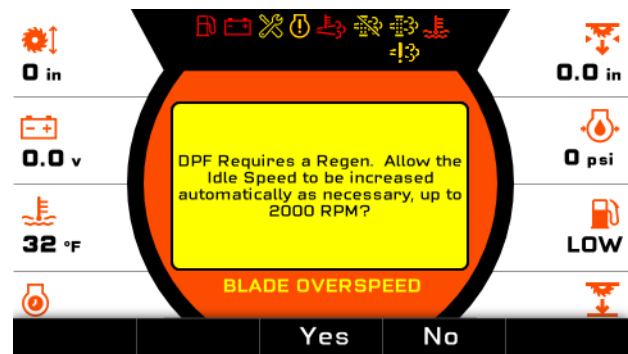 0 in
0.0 in
0.0 v
0 psi
DPF Requires a Regen. Allow the
Idle Speed to be increased
automatically as necessary, up to
2000 RPM?
32 °F
LOW
BLADE OVERSPEED
Yes No